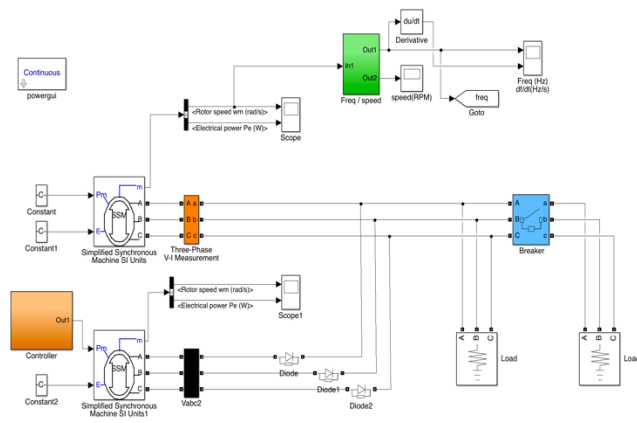 du/dt
Derivative
Continuous
powergui
In1
Out1
Out2
Freq / speed
speed(RPM)
Freq (Hz)
df/dt(Hz/s)
freq
Goto
<Rotor speed wm (rad/s)>
<Electrical power Pe (W)>
Scope
-C-
Constant
-C-
Constant1
Pm
E
SSM
m
A
B
C
Simplified Synchronous
Machine SI Units
A a
B b
C c
Three-Phase
V-I Measurement
A a
B b
C c
Breaker
<Rotor speed wm (rad/s)>
<Electrical power Pe (W)>
Scope1
Out1
Controller
-C-
Constant2
Pm
E
SSM
m
A
B
C
Simplified Synchronous
Machine SI Units1
Vabc2
Diode
Diode1
Diode2
A B C
Load
A B C
Loa